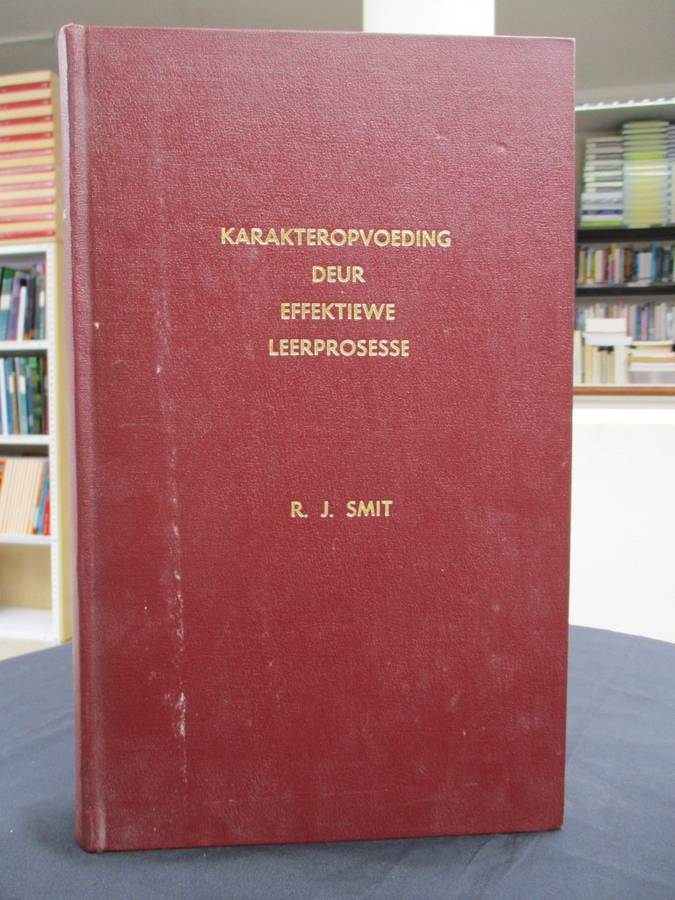 KARAKTEROPVOEDING
DEUR
EFFEKTIEWE
LEERPROSESSE
R. J. SMIT